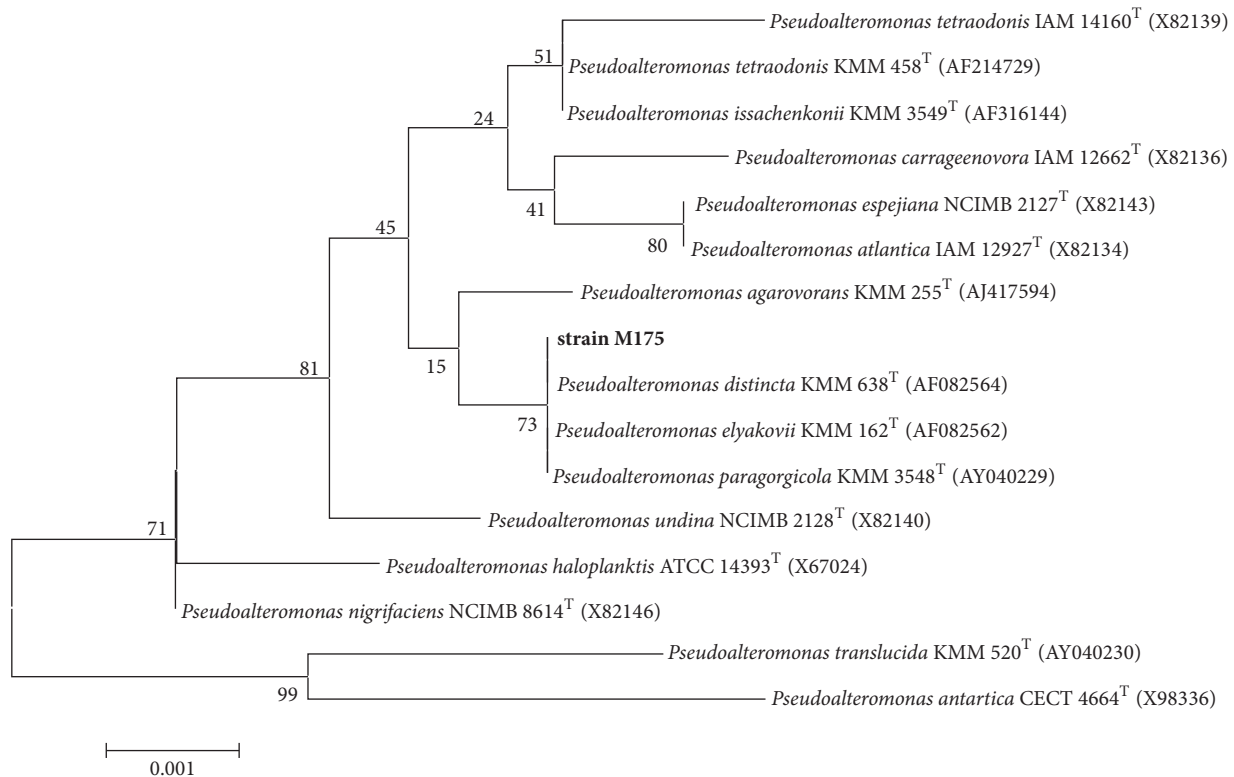 Pseudoalteromonas tetraodonis IAM 14160T (X82139)
51
Pseudoalteromonas tetraodonis KMM 458T (AF214729)
Pseudoalteromonas issachenkonii KMM 3549T (AF316144)
24
Pseudoalteromonas carrageenovora IAM 12662T (X82136)
41
Pseudoalteromonas espejiana NCIMB 2127T (X82143)
80
Pseudoalteromonas atlantica IAM 12927T (X82134)
45
Pseudoalteromonas agarovorans KMM 255T (AJ417594)
15
strain M175
Pseudoalteromonas distincta KMM 638T (AF082564)
73
Pseudoalteromonas elyakovii KMM 162T (AF082562)
Pseudoalteromonas paragorgicola KMM 3548T (AY040229)
81
Pseudoalteromonas undina NCIMB 2128T (X82140)
71
Pseudoalteromonas haloplanktis ATCC 14393T (X67024)
Pseudoalteromonas nigrifaciens NCIMB 8614T (X82146)
Pseudoalteromonas translucida KMM 520T (AY040230)
99
Pseudoalteromonas antartica CECT 4664T (X98336)
0.001